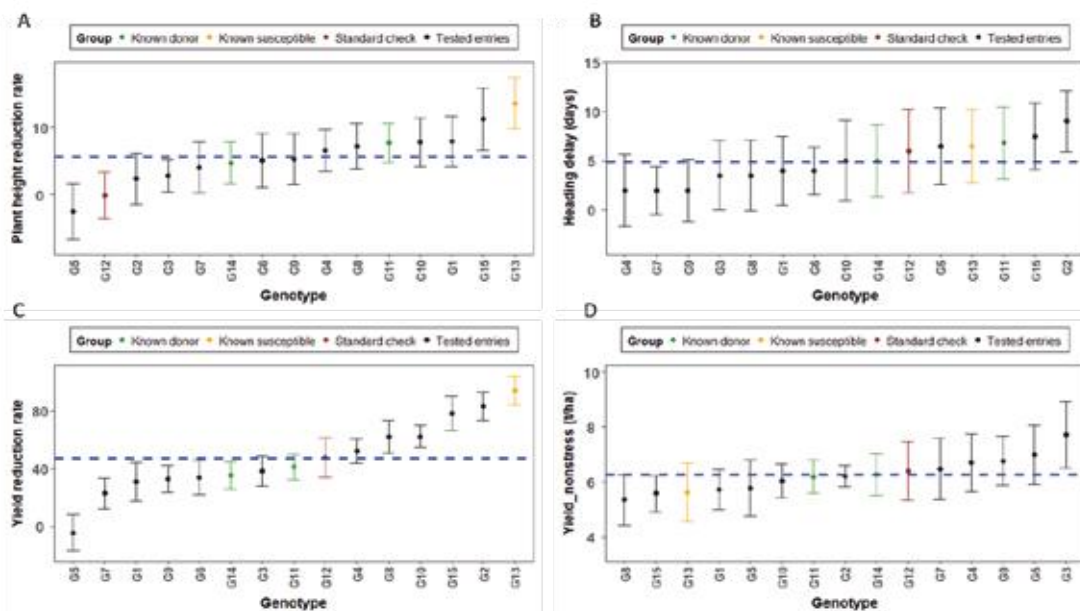 A
Group Known donor Known susceptible Standard check Tested entries
Plant height reduction rate
10
0
G5 G12 G2 G3 G7 G14 G6 G9 G4 G8 G11 G10 G1 G15 G13
Genotype
B
Group Known donor Known susceptible Standard check Tested entries
Heading delay (days)
15
10
5
0
G4 G7 G9 G3 G8 G1 G6 G10 G14 G12 G5 G13 G11 G15 G2
Genotype
C
Group Known donor Known susceptible Standard check Tested entries
Yield reduction rate
80
40
0
G5 G7 G1 G9 G6 G14 G3 G11 G12 G4 G8 G10 G15 G2 G13
Genotype
D
Group Known donor Known susceptible Standard check Tested entries
Yield_nonstress (t/ha)
10
8
6
4
G15 G13 G1 G10 G11 G2 G14 G12 G7 G4 G9 G3
Genotype